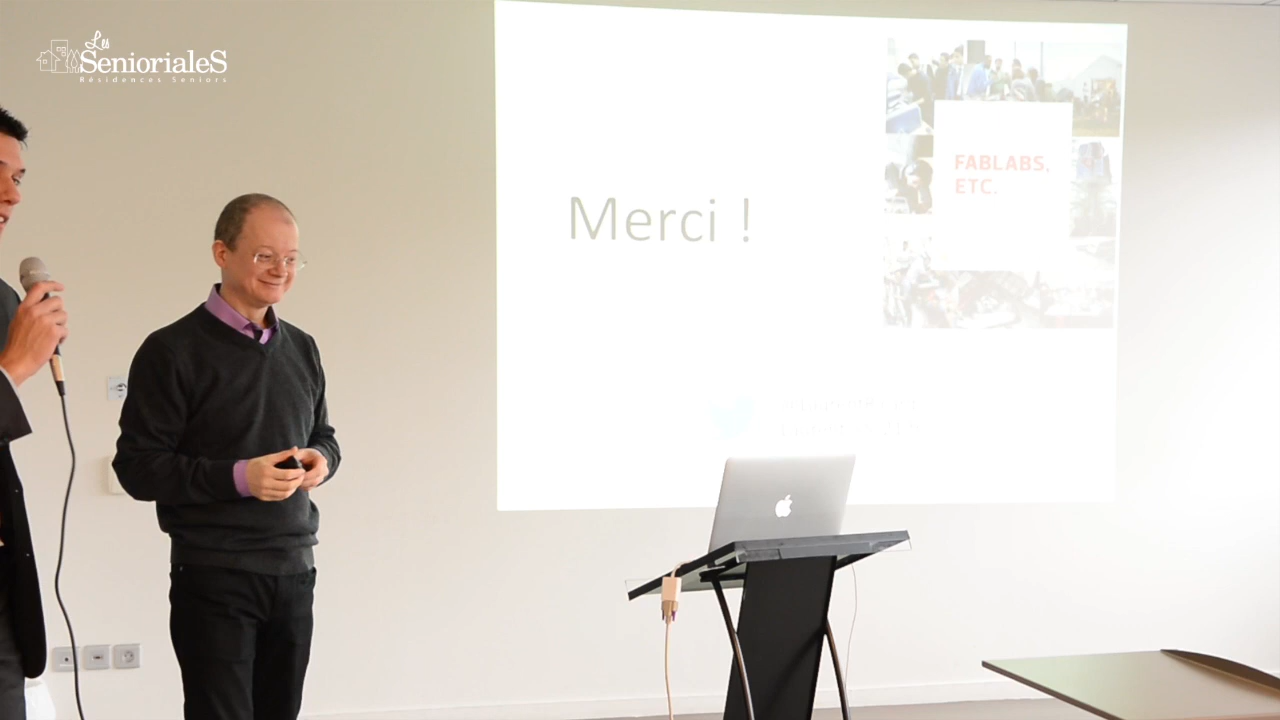 Les
SeniorialeS
Résidences Seniors
Merci !
FABLABS,
ETC.